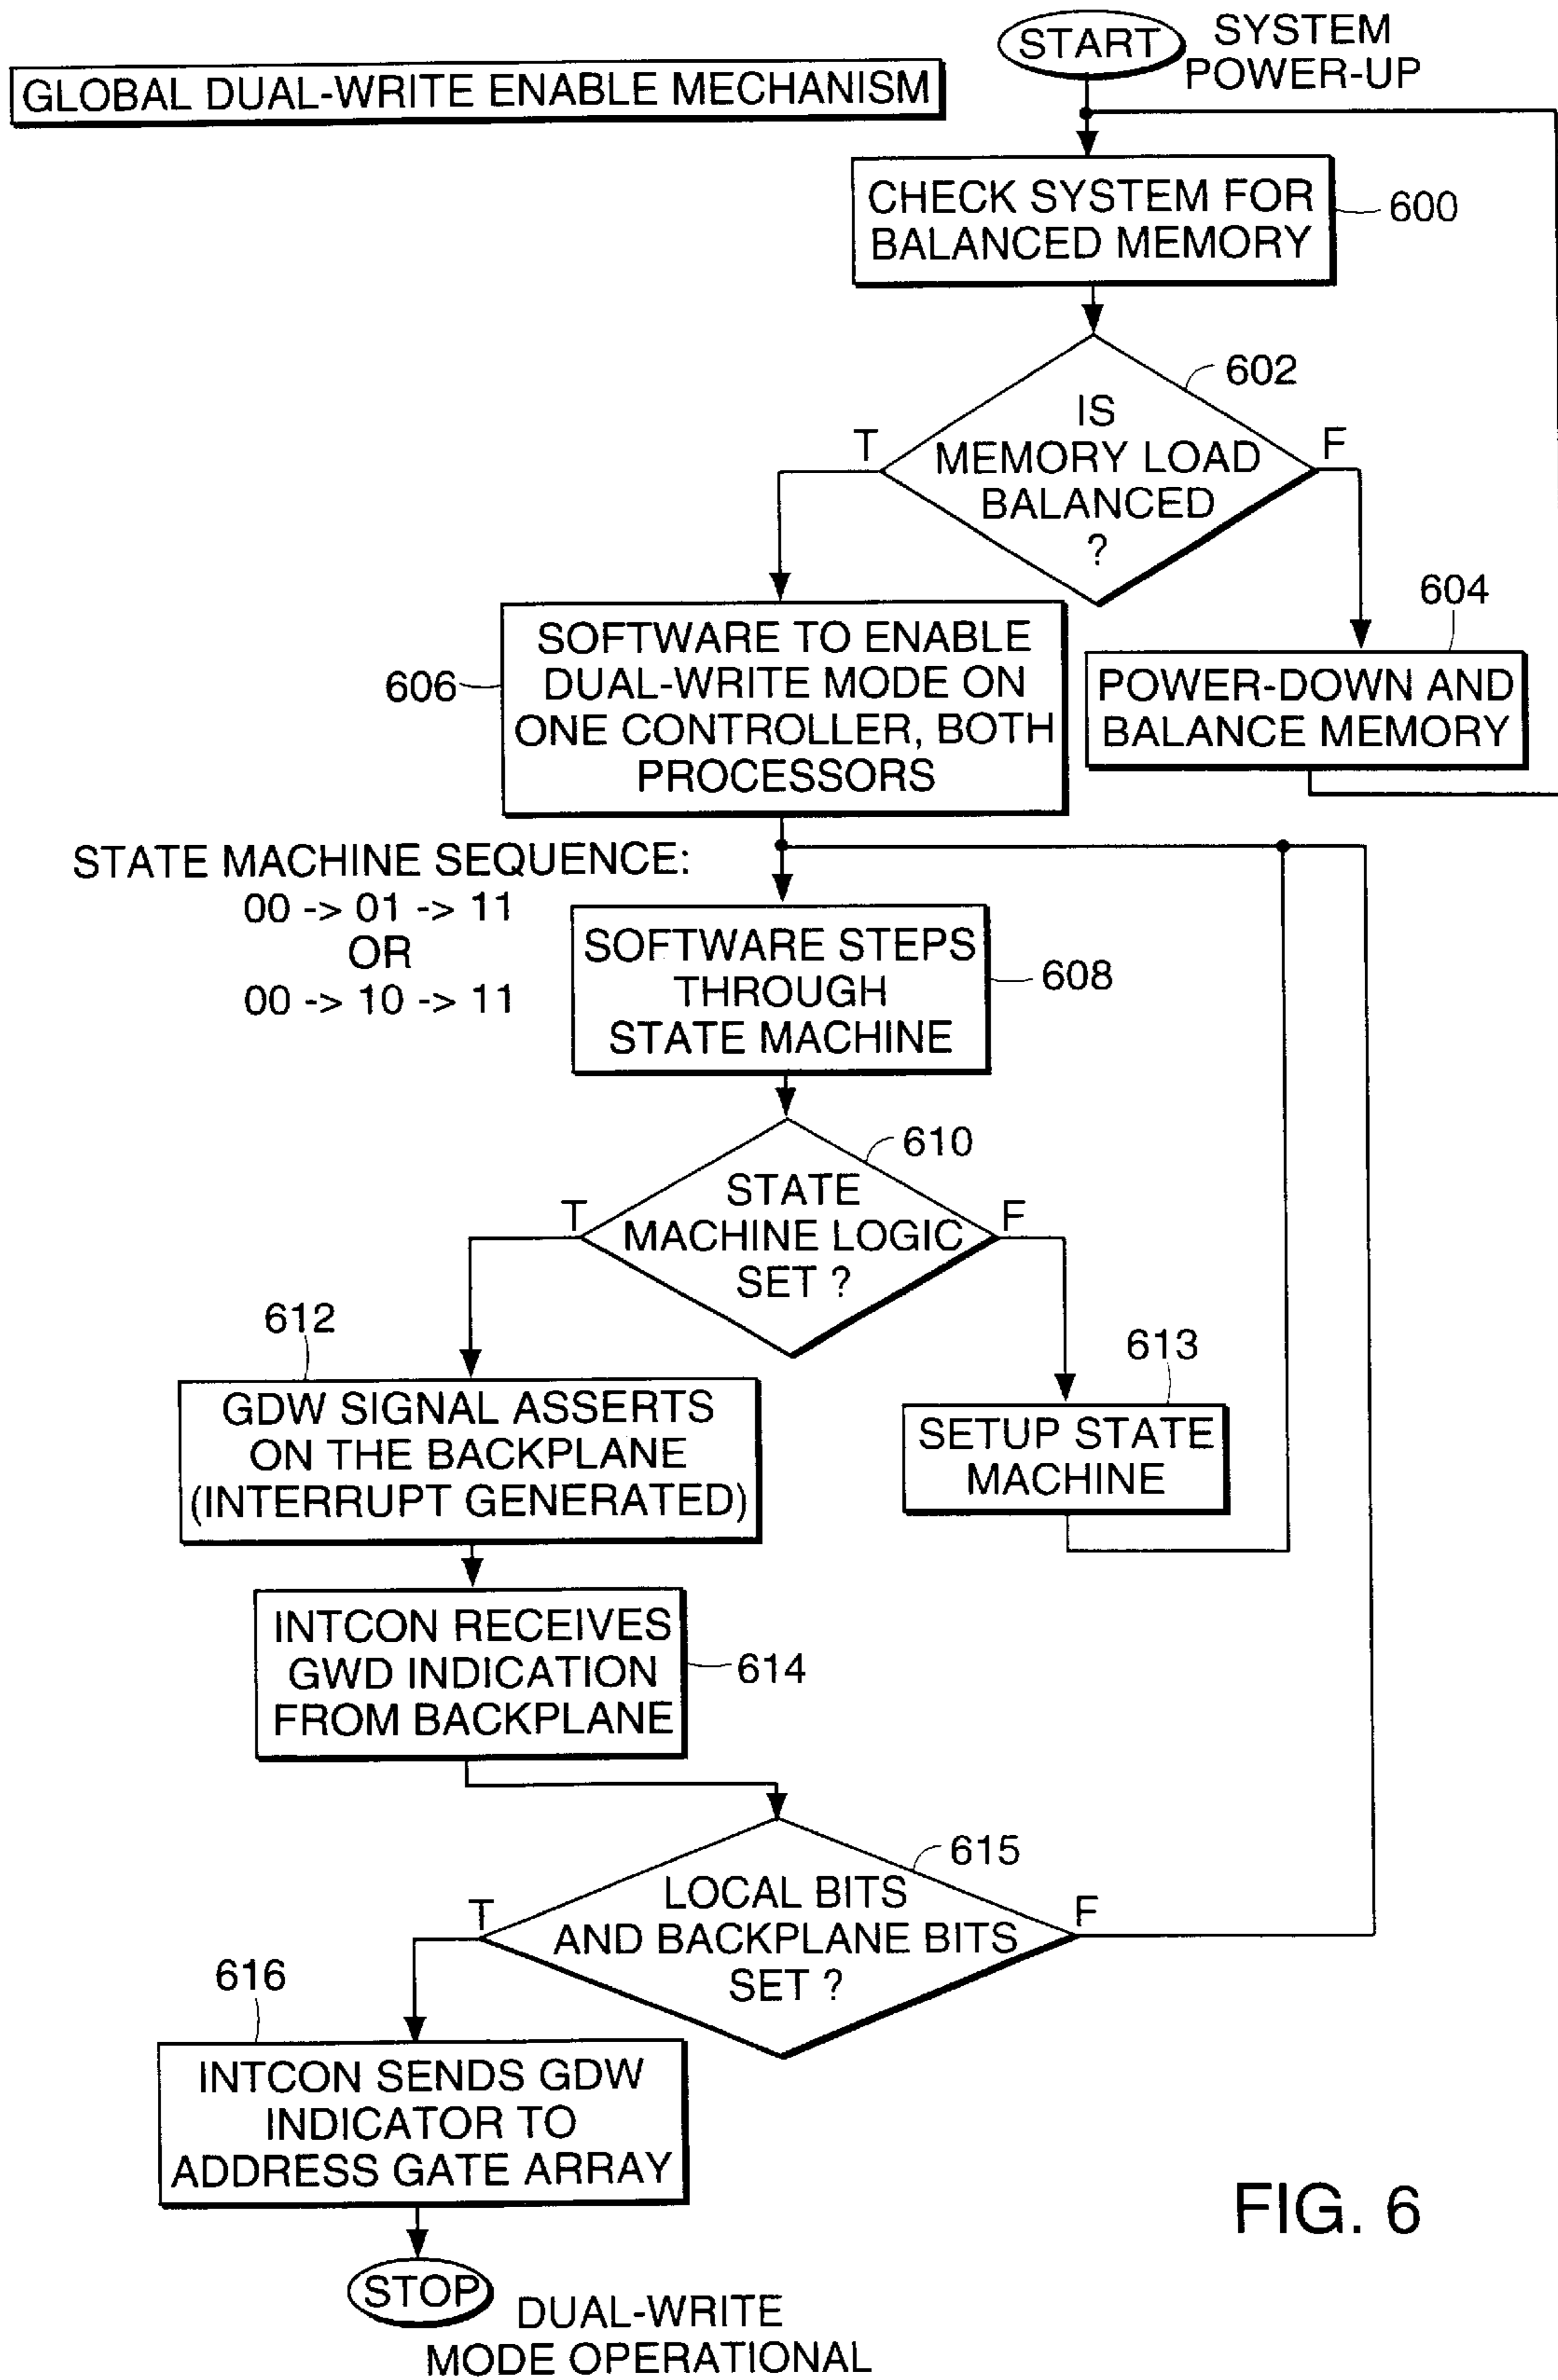 START
SYSTEM
POWER-UP
GLOBAL DUAL-WRITE ENABLE MECHANISM
CHECK SYSTEM FOR
BALANCED MEMORY
600
602
IS
MEMORY LOAD
BALANCED
?
T
F
604
POWER-DOWN AND
BALANCE MEMORY
606
SOFTWARE TO ENABLE
DUAL-WRITE MODE ON
ONE CONTROLLER, BOTH
PROCESSORS
STATE MACHINE SEQUENCE:
00 -> 01 -> 11
OR
00 -> 10 -> 11
SOFTWARE STEPS
THROUGH
STATE MACHINE
608
610
STATE
MACHINE LOGIC
SET ?
T
F
612
GDW SIGNAL ASSERTS
ON THE BACKPLANE
(INTERRUPT GENERATED)
613
SETUP STATE
MACHINE
INTCON RECEIVES
GWD INDICATION
FROM BACKPLANE
614
615
LOCAL BITS
AND BACKPLANE BITS
SET ?
T
F
616
INTCON SENDS GDW
INDICATOR TO
ADDRESS GATE ARRAY
STOP
DUAL-WRITE
MODE OPERATIONAL
FIG. 6